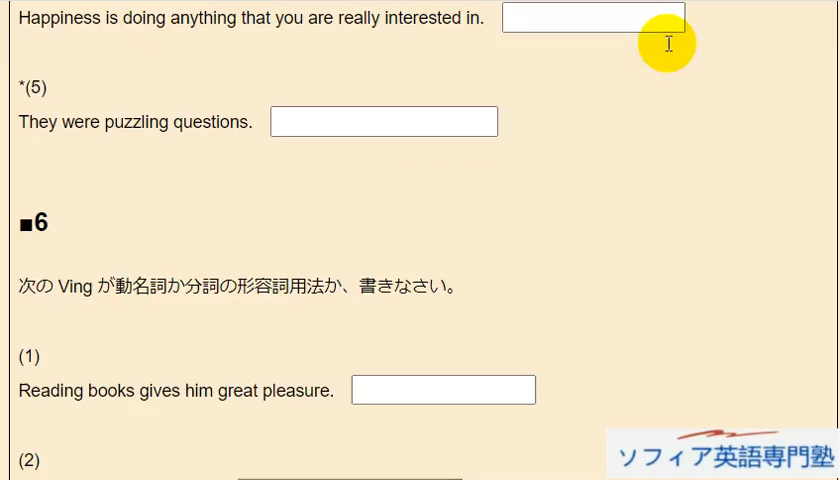 Happiness is doing anything that you are really interested in.
*(5)
They were puzzling questions.
■6
次の Ving が動名詞か分詞の形容詞用法か、書きなさい。
(1)
Reading books gives him great pleasure.
(2)
ソフィア英語専門塾